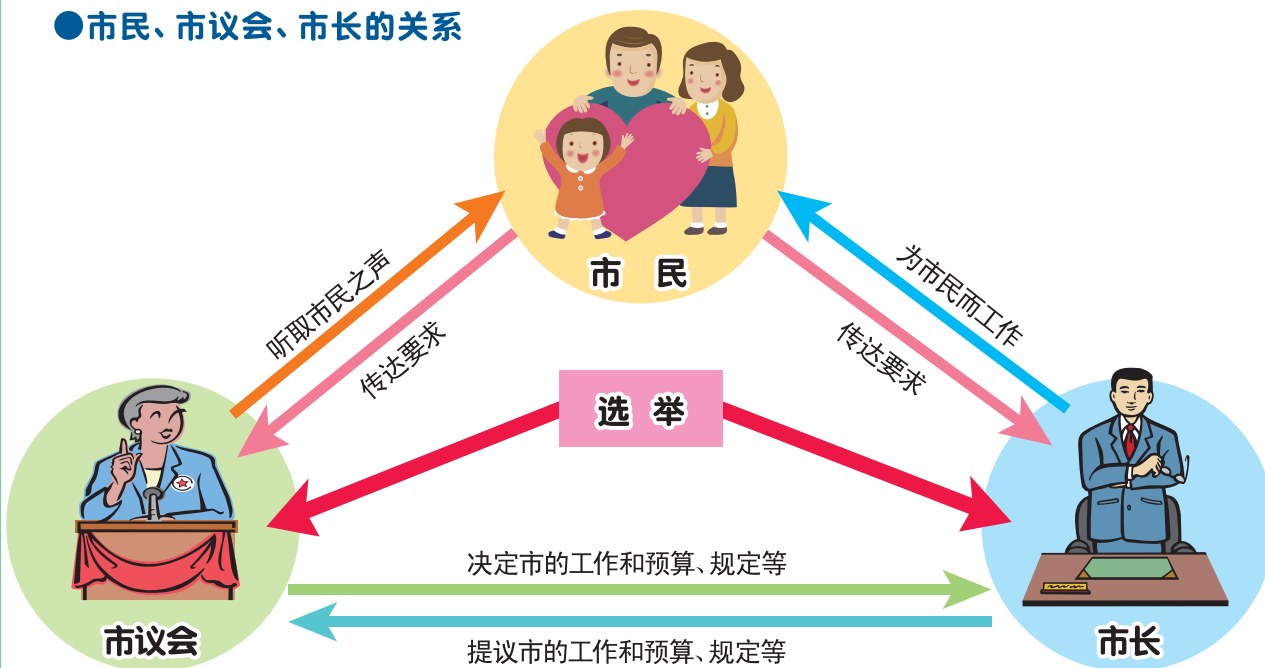 ●市民、市议会、市长的关系
市 民
听取市民之声
传达要求
为市民而工作
传达要求
选 举
市议会
决定市的工作和预算、规定等
提议市的工作和预算、规定等
市长